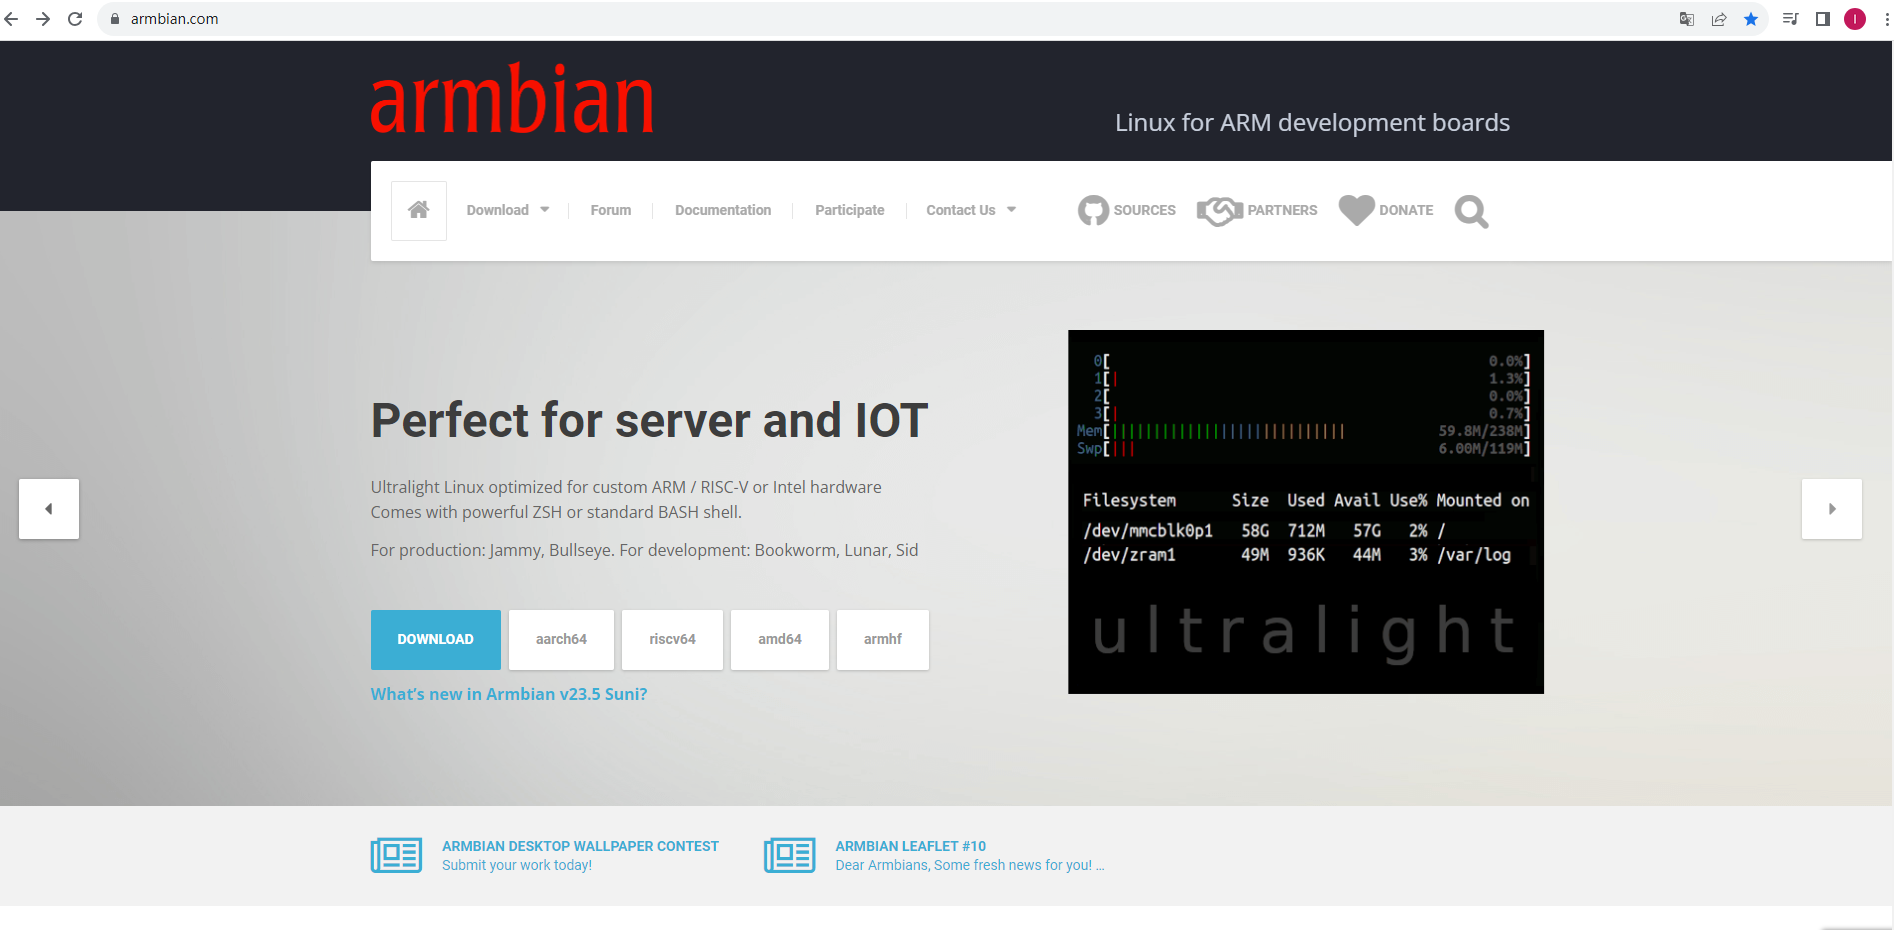 armbian.com
I
armbian
Linux for ARM development boards
Download
Forum
Documentation
Participate
Contact Us
SOURCES
PARTNERS
DONATE
Perfect for server and IOT
Ultralight Linux optimized for custom ARM / RISC-V or Intel hardware
Comes with powerful ZSH or standard BASH shell.
For production: Jammy, Bullseye. For development: Bookworm, Lunar, Sid
DOWNLOAD
aarch64
riscv64
amd64
armhf
What's new in Armbian v23.5 Suni?
0[ 0.0%]
1[| 1.3%]
2[ 0.0%]
3[| 0.7%]
Mem[|||||||||||||||||||||||||||| 59.8M/238M]
Swp[||| 6.00M/119M]
Filesystem Size Used Avail Use% Mounted on
/dev/mmcblk0p1 58G 712M 57G 2% /
/dev/zram1 49M 936K 44M 3% /var/log
ultralight
ARMBIAN DESKTOP WALLPAPER CONTEST
Submit your work today!
ARMBIAN LEAFLET #10
Dear Armbians, Some fresh news for you! ...